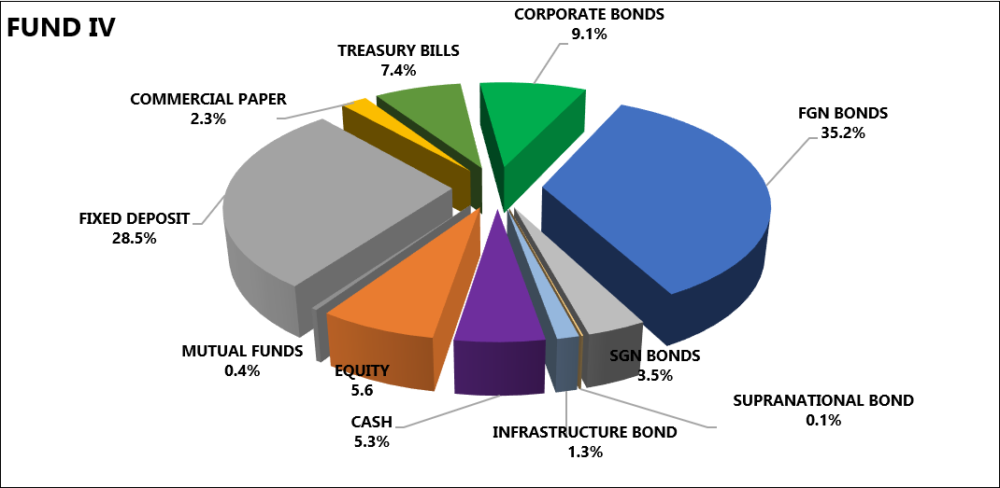 FUND IV
CORPORATE BONDS
9.1%
TREASURY BILLS
7.4%
COMMERCIAL PAPER
2.3%
FGN BONDS
35.2%
FIXED DEPOSIT
28.5%
MUTUAL FUNDS
0.4%
EQUITY
5.6
SGN BONDS
3.5%
SUPRANATIONAL BOND
0.1%
CASH
5.3%
INFRASTRUCTURE BOND
1.3%